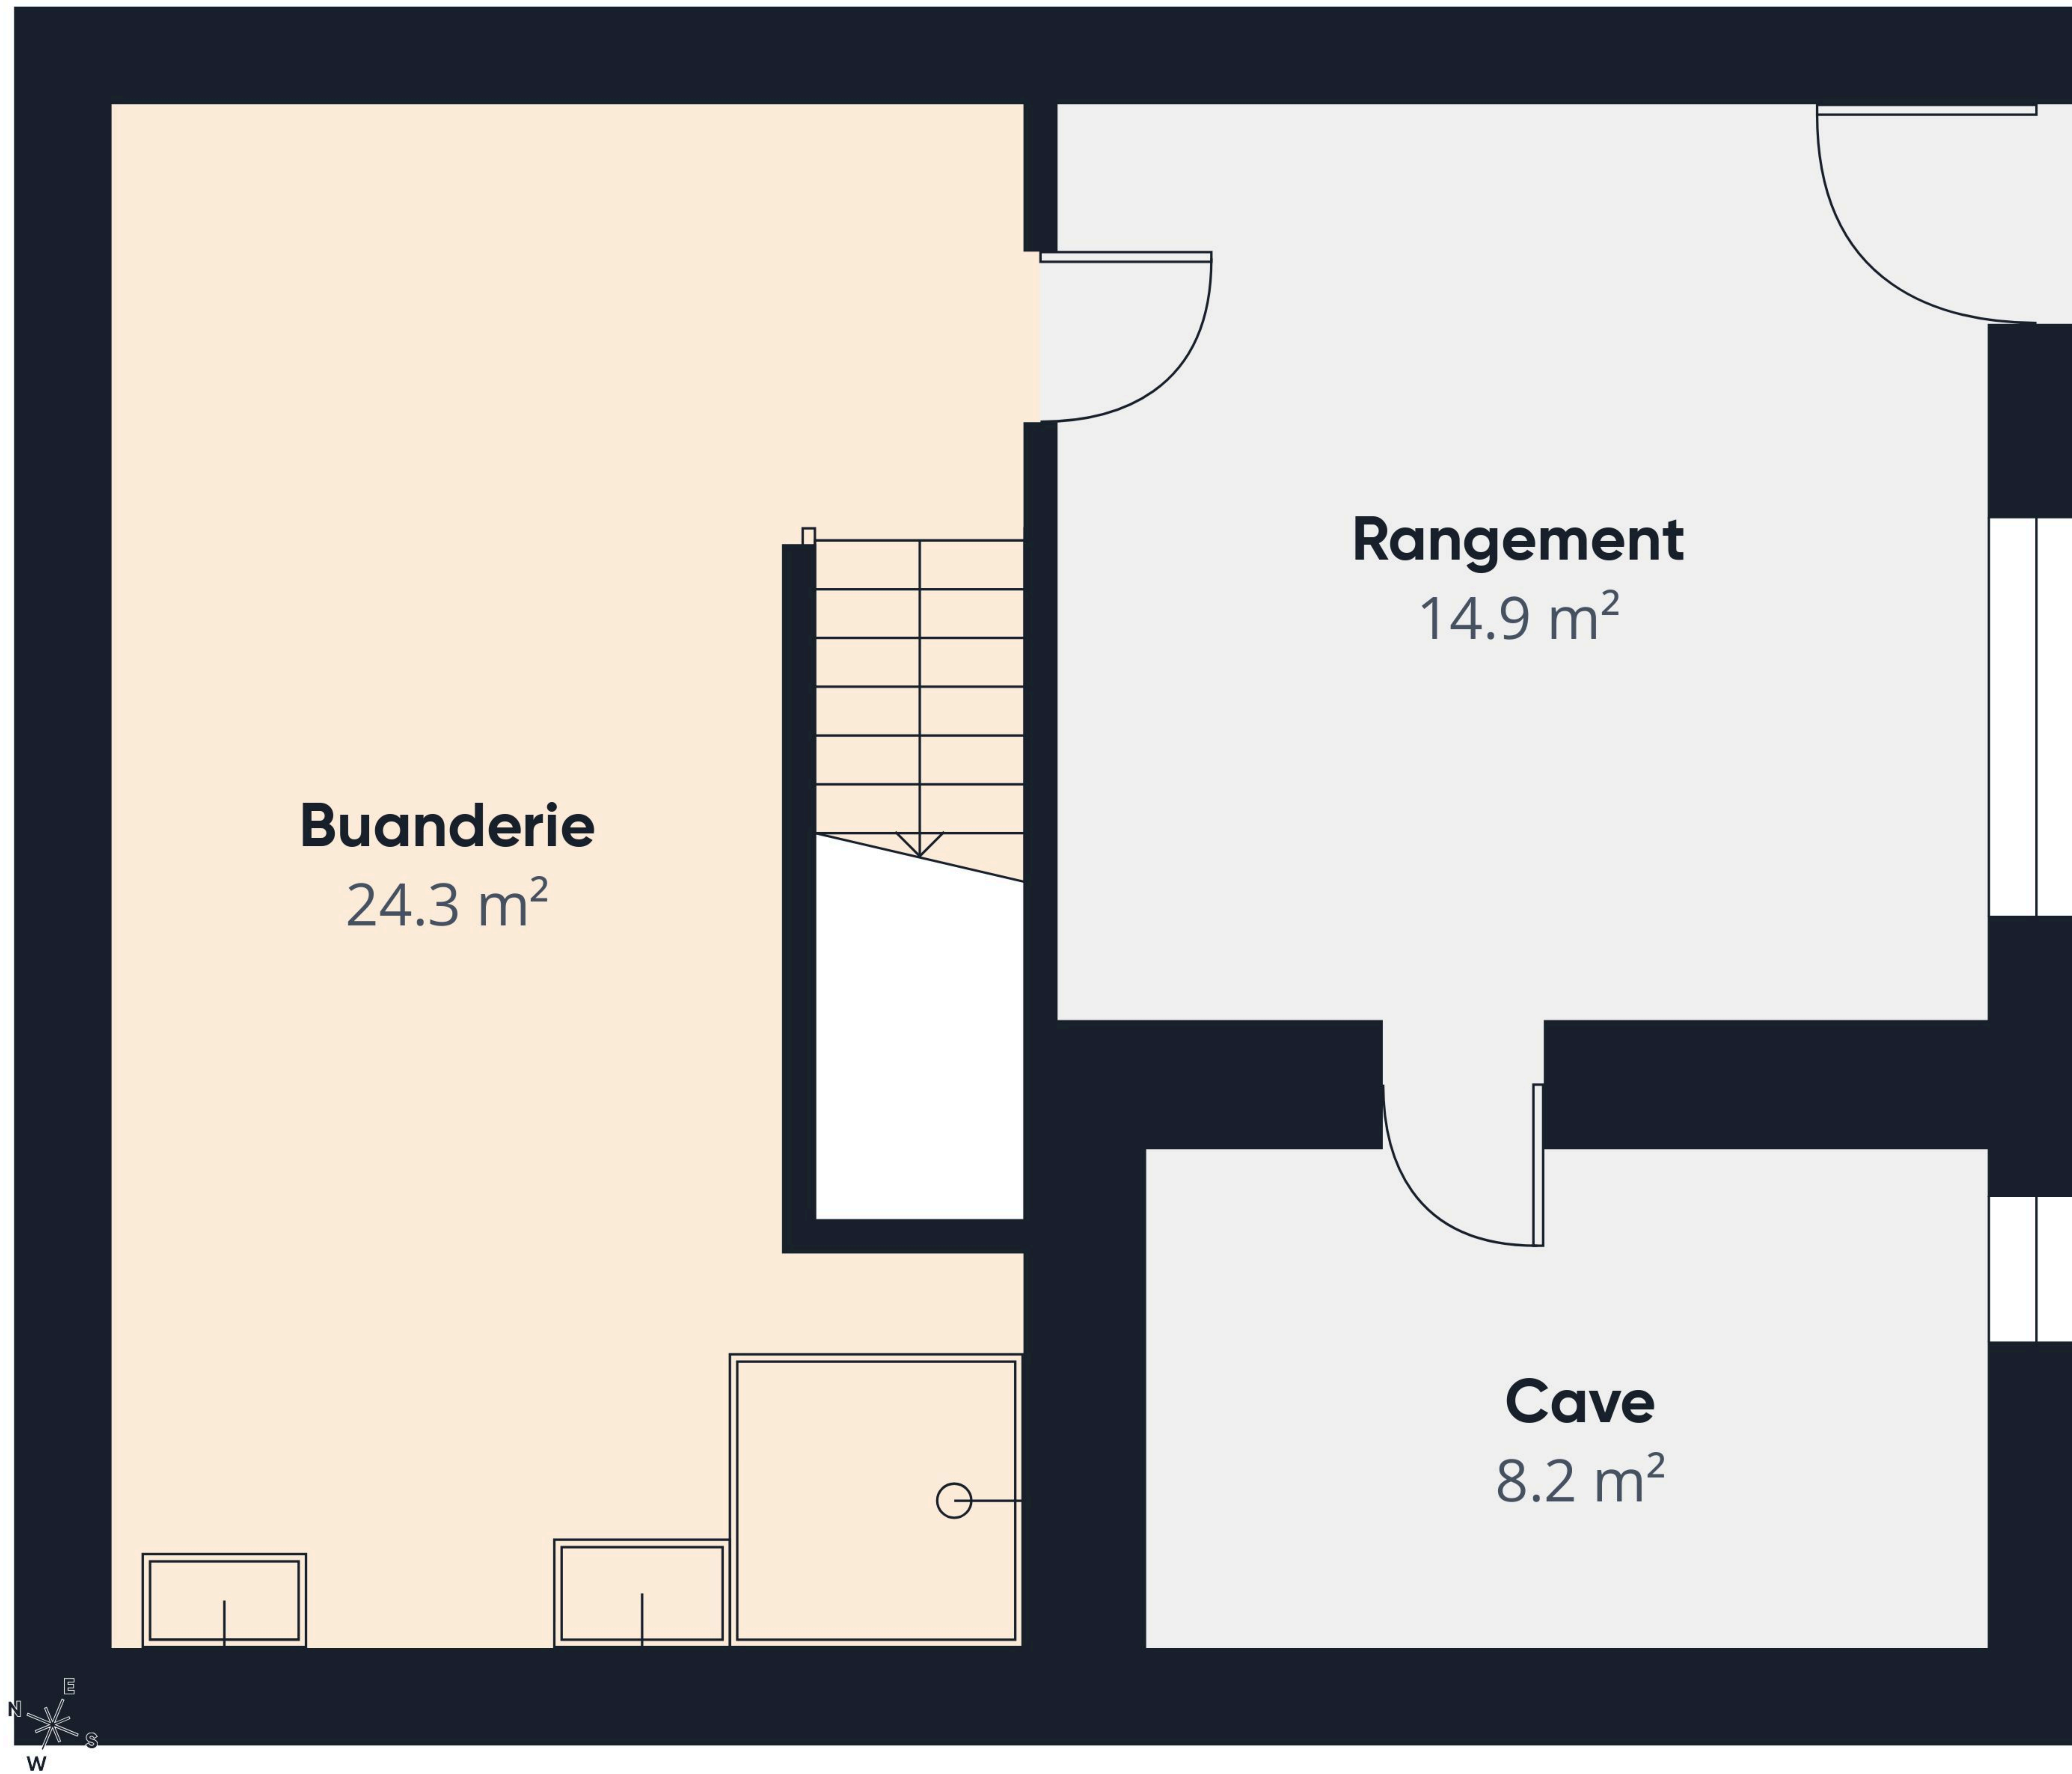 Rangement
14.9 m²
Buanderie
24.3 m²
Cave
8.2 m²
E
N
S
W